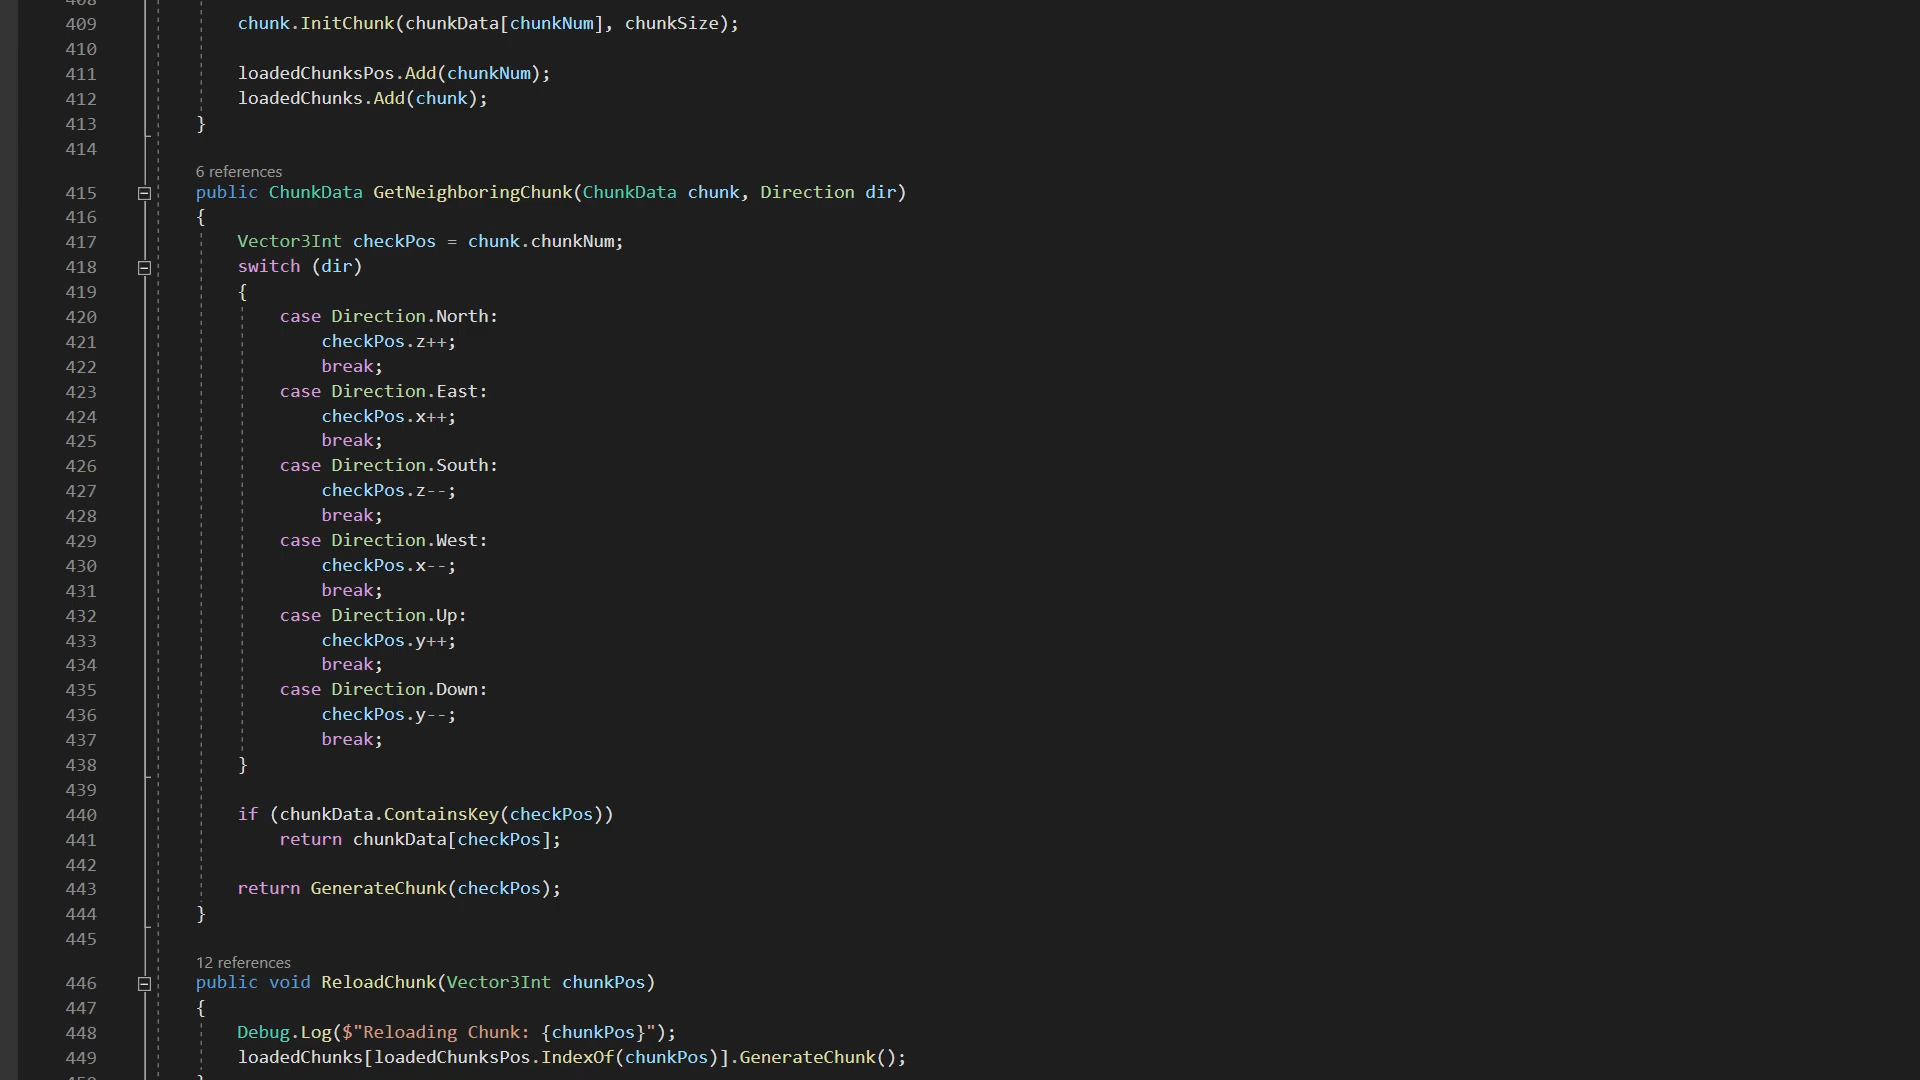 409 chunk.InitChunk(chunkData[chunkNum], chunkSize);
410
411 loadedChunksPos.Add(chunkNum);
412 loadedChunks.Add(chunk);
413 }
414
6 references
415 public ChunkData GetNeighboringChunk(ChunkData chunk, Direction dir)
416 {
417 Vector3Int checkPos = chunk.chunkNum;
418 switch (dir)
419 {
420 case Direction.North:
421 checkPos.z++;
422 break;
423 case Direction.East:
424 checkPos.x++;
425 break;
426 case Direction.South:
427 checkPos.z--;
428 break;
429 case Direction.West:
430 checkPos.x--;
431 break;
432 case Direction.Up:
433 checkPos.y++;
434 break;
435 case Direction.Down:
436 checkPos.y--;
437 break;
438 }
439
440 if (chunkData.ContainsKey(checkPos))
441 return chunkData[checkPos];
442
443 return GenerateChunk(checkPos);
444 }
445
12 references
446 public void ReloadChunk(Vector3Int chunkPos)
447 {
448 Debug.Log($"Reloading Chunk: {chunkPos}");
449 loadedChunks[loadedChunksPos.IndexOf(chunkPos)].GenerateChunk();